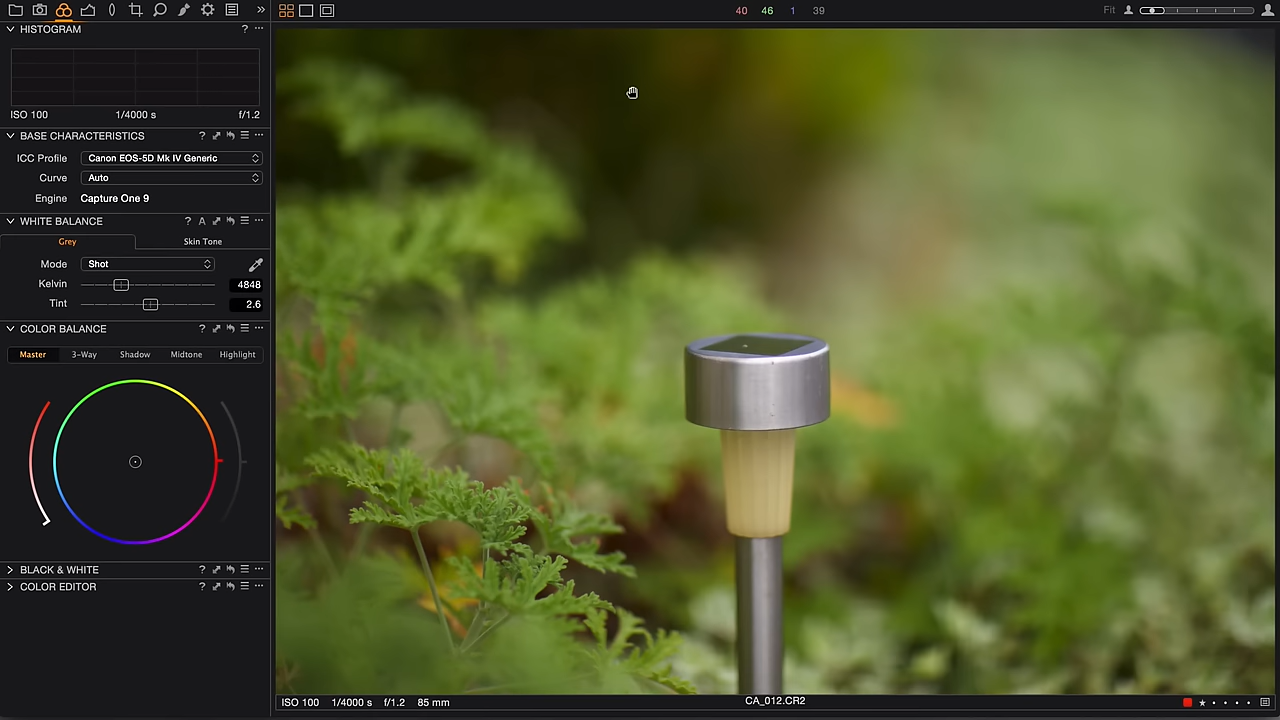 40 46 1 39
Fit
HISTOGRAM ?
ISO 100 1/4000 s f/1.2
BASE CHARACTERISTICS ?
ICC Profile Canon EOS-5D Mk IV Generic
Curve Auto
Engine Capture One 9
WHITE BALANCE ? A
Grey Skin Tone
Mode Shot
Kelvin 4848
Tint 2.6
COLOR BALANCE ?
Master 3-Way Shadow Midtone Highlight
BLACK & WHITE ?
COLOR EDITOR ?
ISO 100 1/4000 s f/1.2 85 mm CA_012.CR2